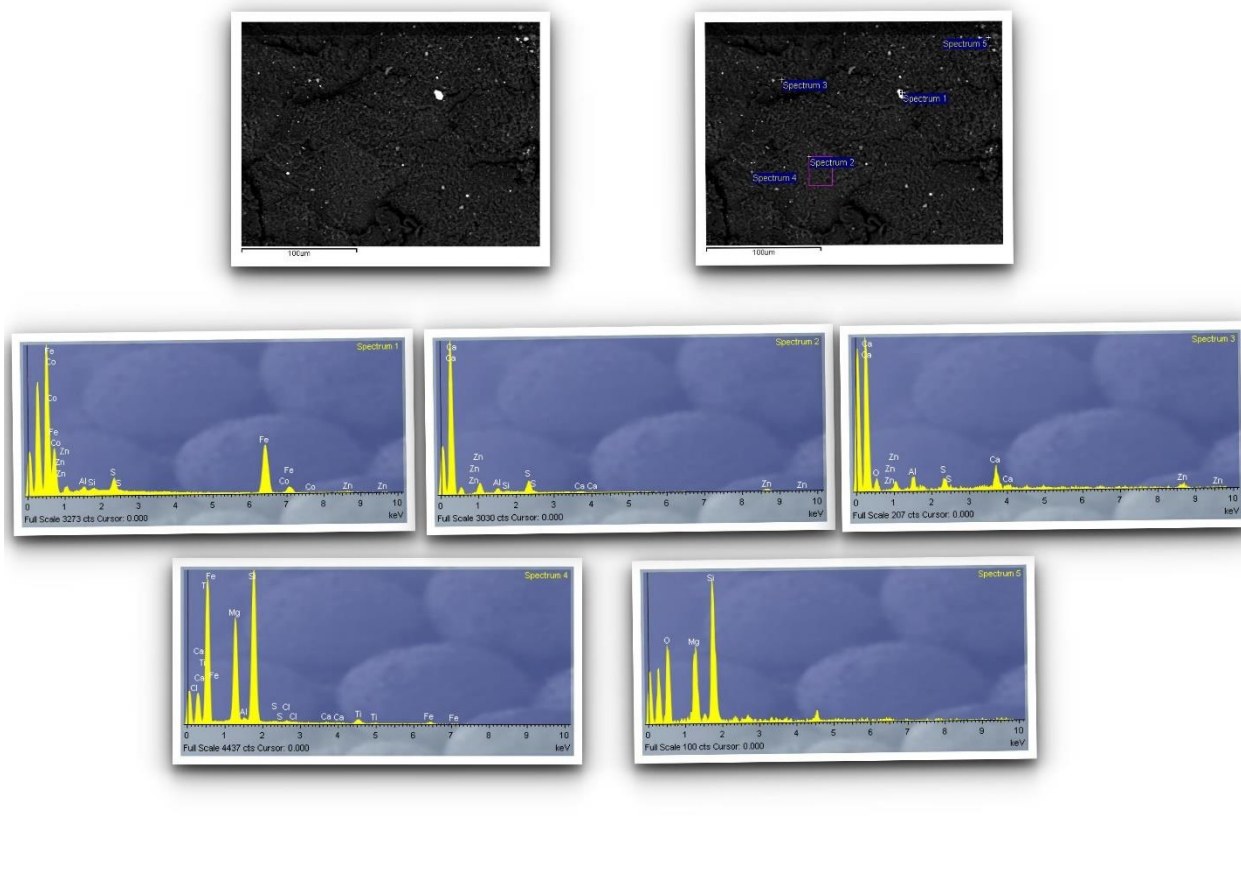 100µm
Spectrum 5
Spectrum 3
Spectrum 1
Spectrum 2
Spectrum 4
100µm
Spectrum 1
Fe
Co
Co
Fe
Co
Zn
Zn
Zn
Al Si
S
S
Fe
Fe
Co
Co
Zn
Zn
0 1 2 3 4 5 6 7 8 9 10
Full Scale 3273 cts Cursor: 0.000
keV
Spectrum 2
Ca
Ca
Zn
Zn
Zn
Al Si
S
S
Ca Ca
Zn
Zn
0 1 2 3 4 5 6 7 8 9 10
Full Scale 3030 cts Cursor: 0.000
keV
Spectrum 3
Ca
Ca
O
Zn
Zn
Zn
Al
S
S
Ca
Ca
Zn
Zn
0 1 2 3 4 5 6 7 8 9 10
Full Scale 207 cts Cursor: 0.000
keV
Spectrum 4
Fe
Ti
Si
Mg
Ca
Ti
Ca
Fe
Cl
Al
S
S
Cl
Cl
Ca Ca
Ti
Ti
Fe
Fe
0 1 2 3 4 5 6 7 8 9 10
Full Scale 4437 cts Cursor: 0.000
keV
Spectrum 5
Si
O
Mg
0 1 2 3 4 5 6 7 8 9 10
Full Scale 100 cts Cursor: 0.000
keV